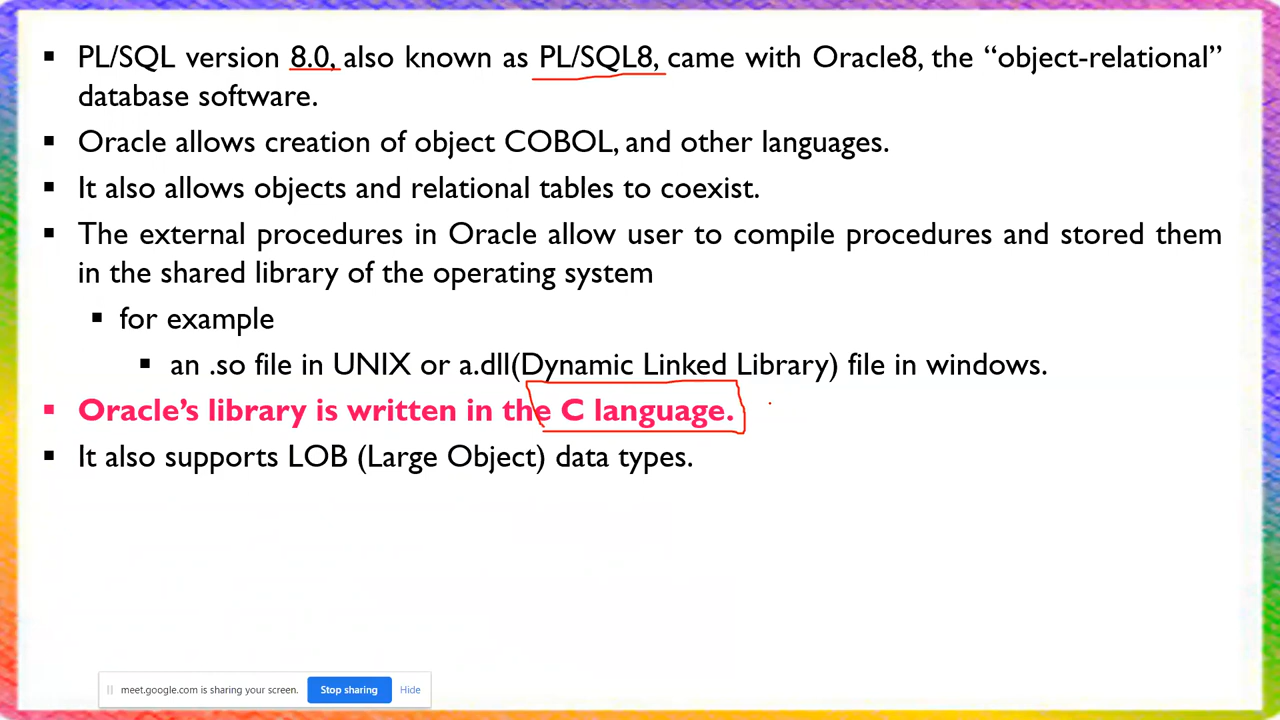 ▪ PL/SQL version 8.0, also known as PL/SQL8, came with Oracle8, the “object-relational”
database software.
▪ Oracle allows creation of object COBOL, and other languages.
▪ It also allows objects and relational tables to coexist.
▪ The external procedures in Oracle allow user to compile procedures and stored them
in the shared library of the operating system
▪ for example
▪ an .so file in UNIX or a.dll(Dynamic Linked Library) file in windows.
▪ Oracle’s library is written in the C language.
▪ It also supports LOB (Large Object) data types.
meet.google.com is sharing your screen. Stop sharing Hide